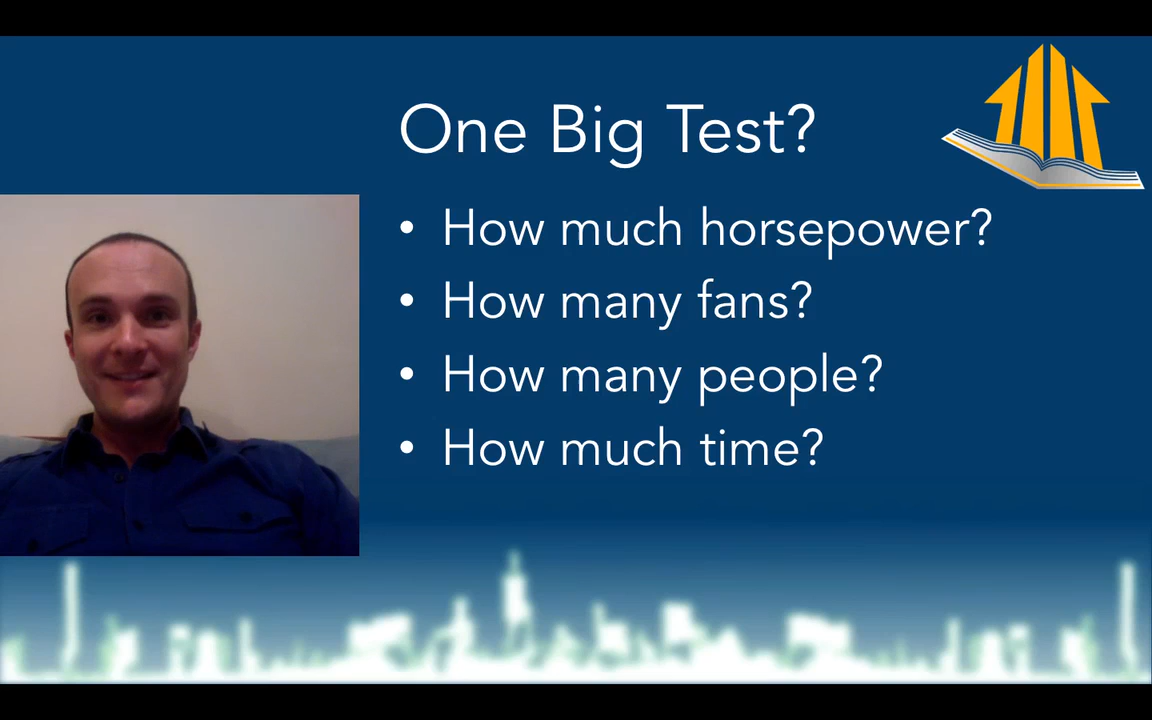 One Big Test?
• How much horsepower?
• How many fans?
• How many people?
• How much time?